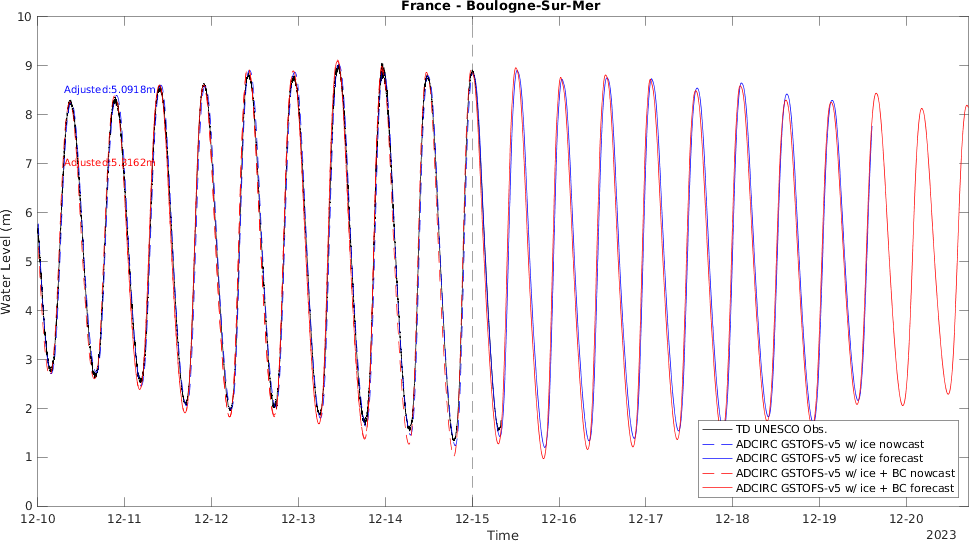 France - Boulogne-Sur-Mer
Water Level (m)
10
9
8
7
6
5
4
3
2
1
0
Adjusted:5.0918m
Adjusted:5.3162m
TD UNESCO Obs.
ADCIRC GSTOFS-v5 w/ ice nowcast
ADCIRC GSTOFS-v5 w/ ice forecast
ADCIRC GSTOFS-v5 w/ ice + BC nowcast
ADCIRC GSTOFS-v5 w/ ice + BC forecast
12-10 12-11 12-12 12-13 12-14 12-15 12-16 12-17 12-18 12-19 12-20
Time
2023